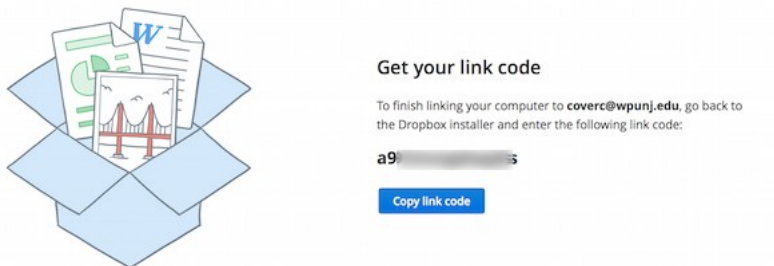 W
Get your link code
To finish linking your computer to coverc@wpunj.edu, go back to
the Dropbox installer and enter the following link code:
a9 s
Copy link code